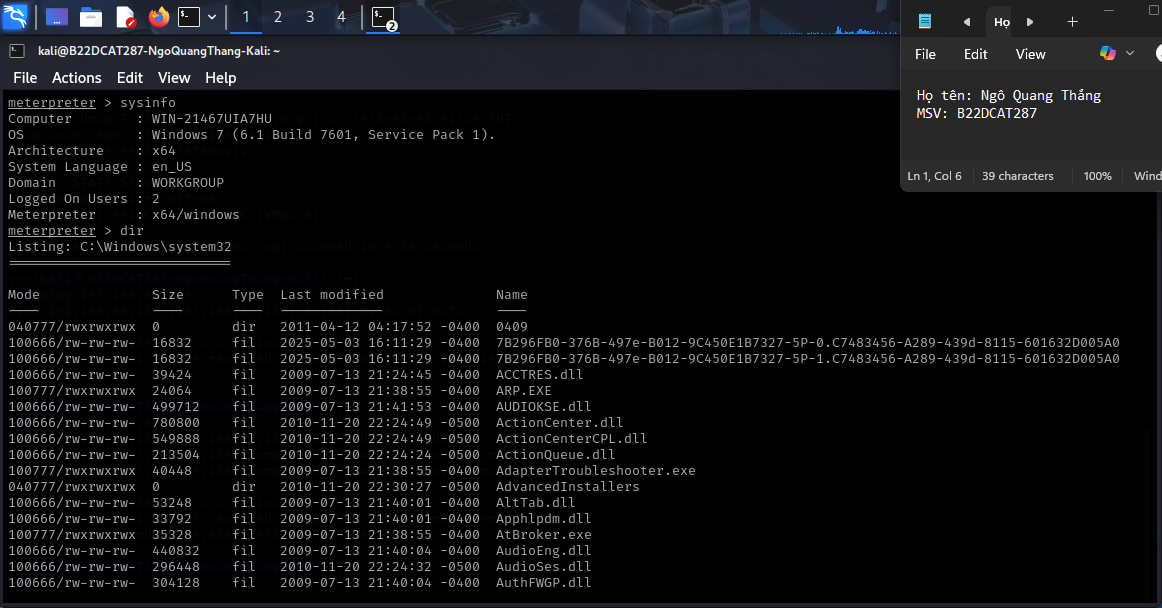 1 2 3 4 2
kali@B22DCAT287-NgoQuangThang-Kali: ~
File Actions Edit View Help
meterpreter > sysinfo
Computer : WIN-21467UIA7HU
OS : Windows 7 (6.1 Build 7601, Service Pack 1).
Architecture : x64
System Language : en_US
Domain : WORKGROUP
Logged On Users : 2
Meterpreter : x64/windows
meterpreter > dir
Listing: C:\Windows\system32
Mode Size Type Last modified Name
040777/rwxrwxrwx 0 dir 2011-04-12 04:17:52 -0400 0409
100666/rw-rw-rw- 16832 fil 2025-05-03 16:11:29 -0400 7B296FB0-376B-497e-B012-9C450E1B7327-5P-0.C7483456-A289-439d-8115-601632D005A0
100666/rw-rw-rw- 16832 fil 2025-05-03 16:11:29 -0400 7B296FB0-376B-497e-B012-9C450E1B7327-5P-1.C7483456-A289-439d-8115-601632D005A0
100666/rw-rw-rw- 39424 fil 2009-07-13 21:24:45 -0400 ACCTRES.dll
100777/rwxrwxrwx 24064 fil 2009-07-13 21:38:55 -0400 ARP.EXE
100666/rw-rw-rw- 499712 fil 2009-07-13 21:41:53 -0400 AUDIOKSE.dll
100666/rw-rw-rw- 780800 fil 2010-11-20 22:24:49 -0500 ActionCenter.dll
100666/rw-rw-rw- 549888 fil 2010-11-20 22:24:49 -0500 ActionCenterCPL.dll
100666/rw-rw-rw- 213504 fil 2010-11-20 22:24:24 -0500 ActionQueue.dll
100777/rwxrwxrwx 40448 fil 2009-07-13 21:38:55 -0400 AdapterTroubleshooter.exe
040777/rwxrwxrwx 0 dir 2010-11-20 22:30:27 -0500 AdvancedInstallers
100666/rw-rw-rw- 53248 fil 2009-07-13 21:40:01 -0400 AltTab.dll
100666/rw-rw-rw- 33792 fil 2009-07-13 21:40:01 -0400 Apphlpdm.dll
100777/rwxrwxrwx 35328 fil 2009-07-13 21:38:55 -0400 AtBroker.exe
100666/rw-rw-rw- 440832 fil 2009-07-13 21:40:04 -0400 AudioEng.dll
100666/rw-rw-rw- 296448 fil 2010-11-20 22:24:32 -0500 AudioSes.dll
100666/rw-rw-rw- 304128 fil 2009-07-13 21:40:04 -0400 AuthFWGP.dll
Họ
File Edit View
Họ tên: Ngô Quang Thắng
MSV: B22DCAT287
Ln 1, Col 6 39 characters 100% Wind